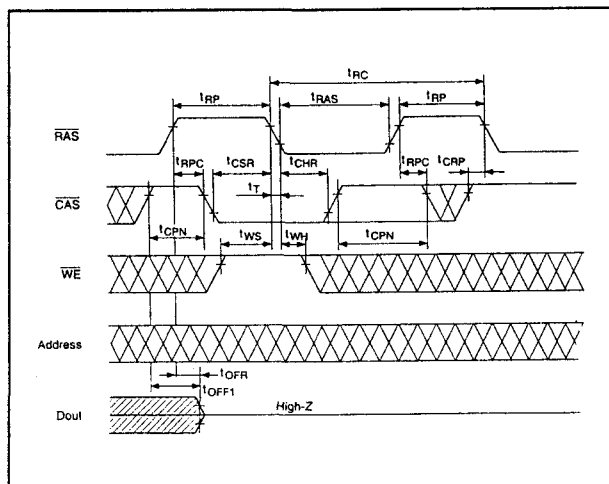 tRC
tRP tRAS tRP
RAS
tRPC tCSR tCHR tRPC tCRP
tT
CAS
tCPN tCPN
tWS tWH
WE
Address
tOFR
tOFF1
Dout High-Z